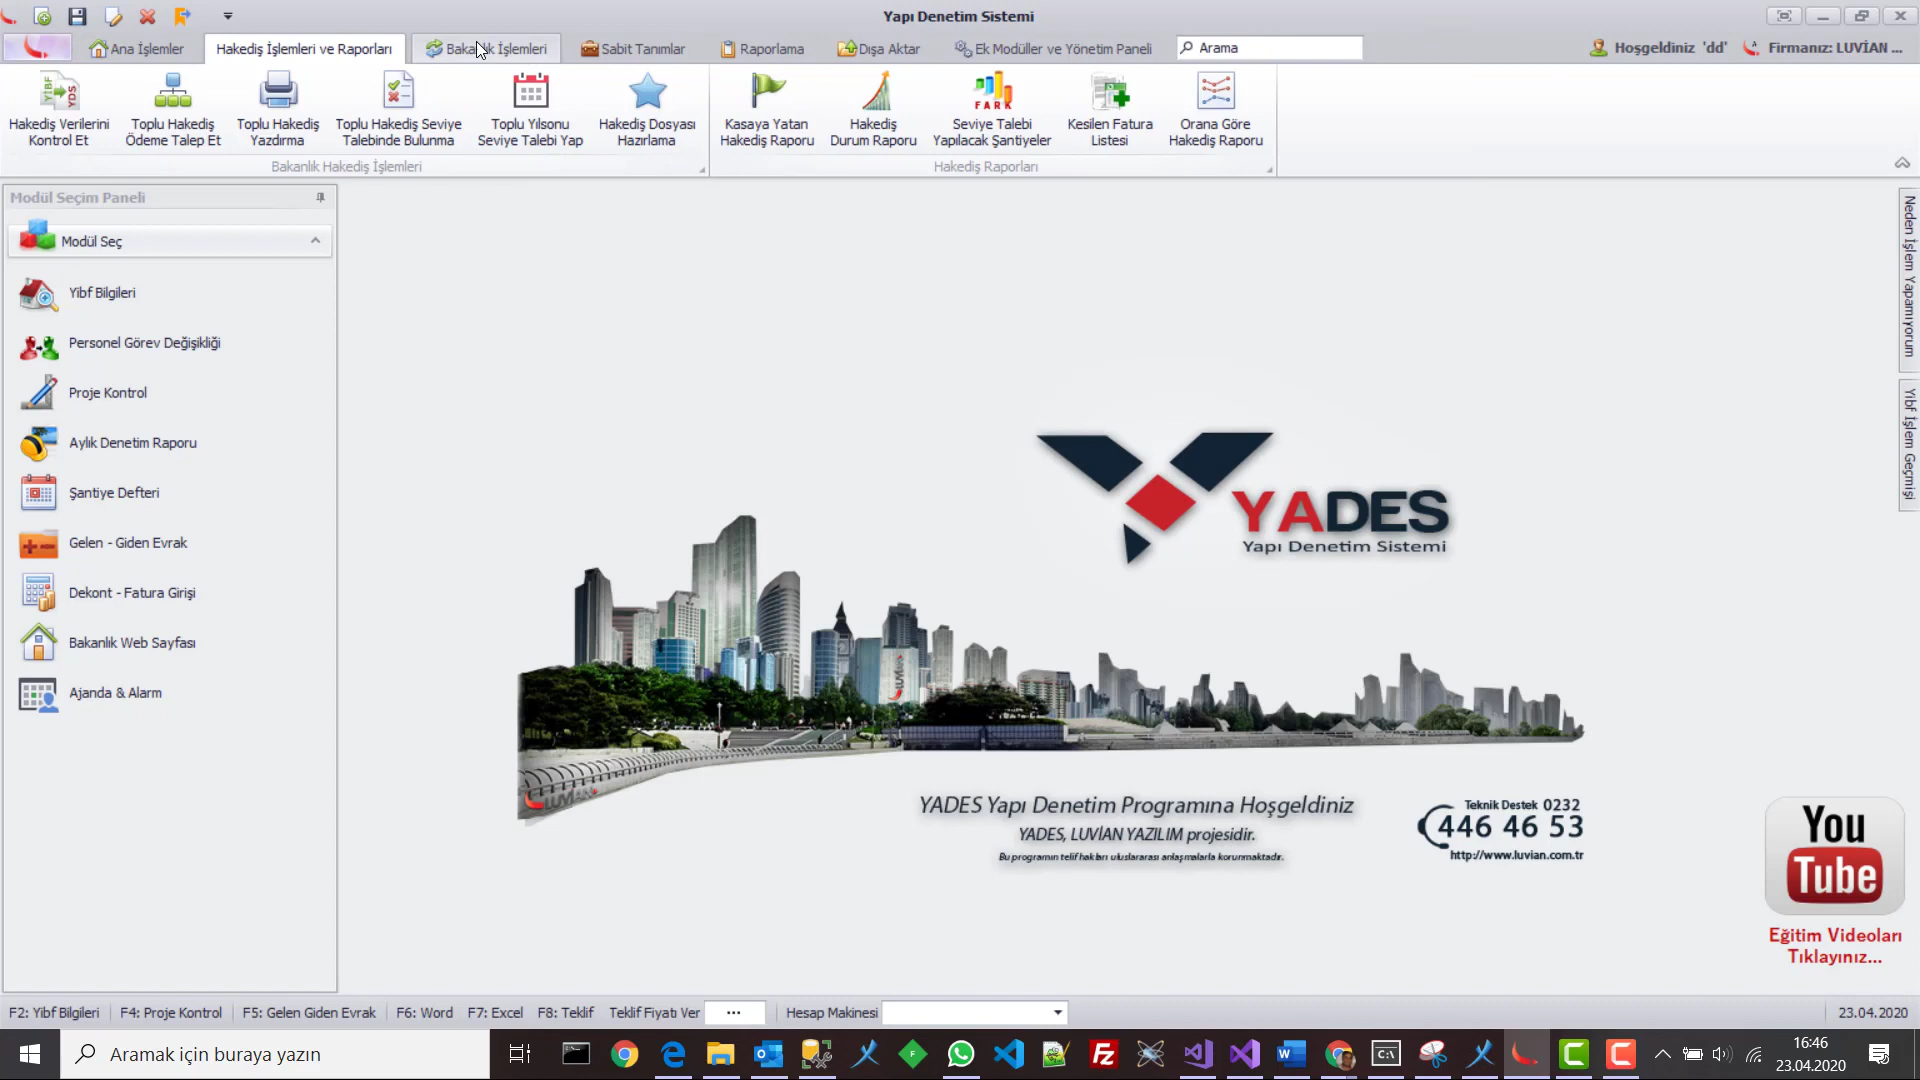 Yapı Denetim Sistemi
Ana İşlemler
Hakediş İşlemleri ve Raporları
Bakanlık İşlemleri
Sabit Tanımlar
Raporlama
Dışa Aktar
Ek Modüller ve Yönetim Paneli
Arama
Hoşgeldiniz 'dd'
Firmanız: LUVİAN ...
Hakediş Verilerini
Kontrol Et
Toplu Hakediş
Ödeme Talep Et
Toplu Hakediş
Yazdırma
Toplu Hakediş Seviye
Talebinde Bulunma
Toplu Yılsonu
Seviye Talebi Yap
Hakediş Dosyası
Hazırlama
Kasaya Yatan
Hakediş Raporu
Hakediş
Durum Raporu
FARK
Seviye Talebi
Yapılacak Şantiyeler
Kesilen Fatura
Listesi
Orana Göre
Hakediş Raporu
Bakanlık Hakediş İşlemleri
Hakediş Raporları
Modül Seçim Paneli
Modül Seç
Yibf Bilgileri
Personel Görev Değişikliği
Proje Kontrol
Aylık Denetim Raporu
Şantiye Defteri
Gelen - Giden Evrak
Dekont - Fatura Girişi
Bakanlık Web Sayfası
Ajanda & Alarm
Neden İşlem Yapamıyorum
Yibf İşlem Geçmişi
YADES
Yapı Denetim Sistemi
LUVIAN
YADES Yapı Denetim Programına Hoşgeldiniz
YADES, LUVİAN YAZILIM projesidir.
Bu programın telif hakları uluslararası anlaşmalarla korunmaktadır.
Teknik Destek 0232
446 46 53
http://www.luvian.com.tr
You
Tube
Eğitim Videoları
Tıklayınız...
F2: Yibf Bilgileri
F4: Proje Kontrol
F5: Gelen Giden Evrak
F6: Word
F7: Excel
F8: Teklif
Teklif Fiyatı Ver
...
Hesap Makinesi
23.04.2020
Aramak için buraya yazın
16:46
23.04.2020